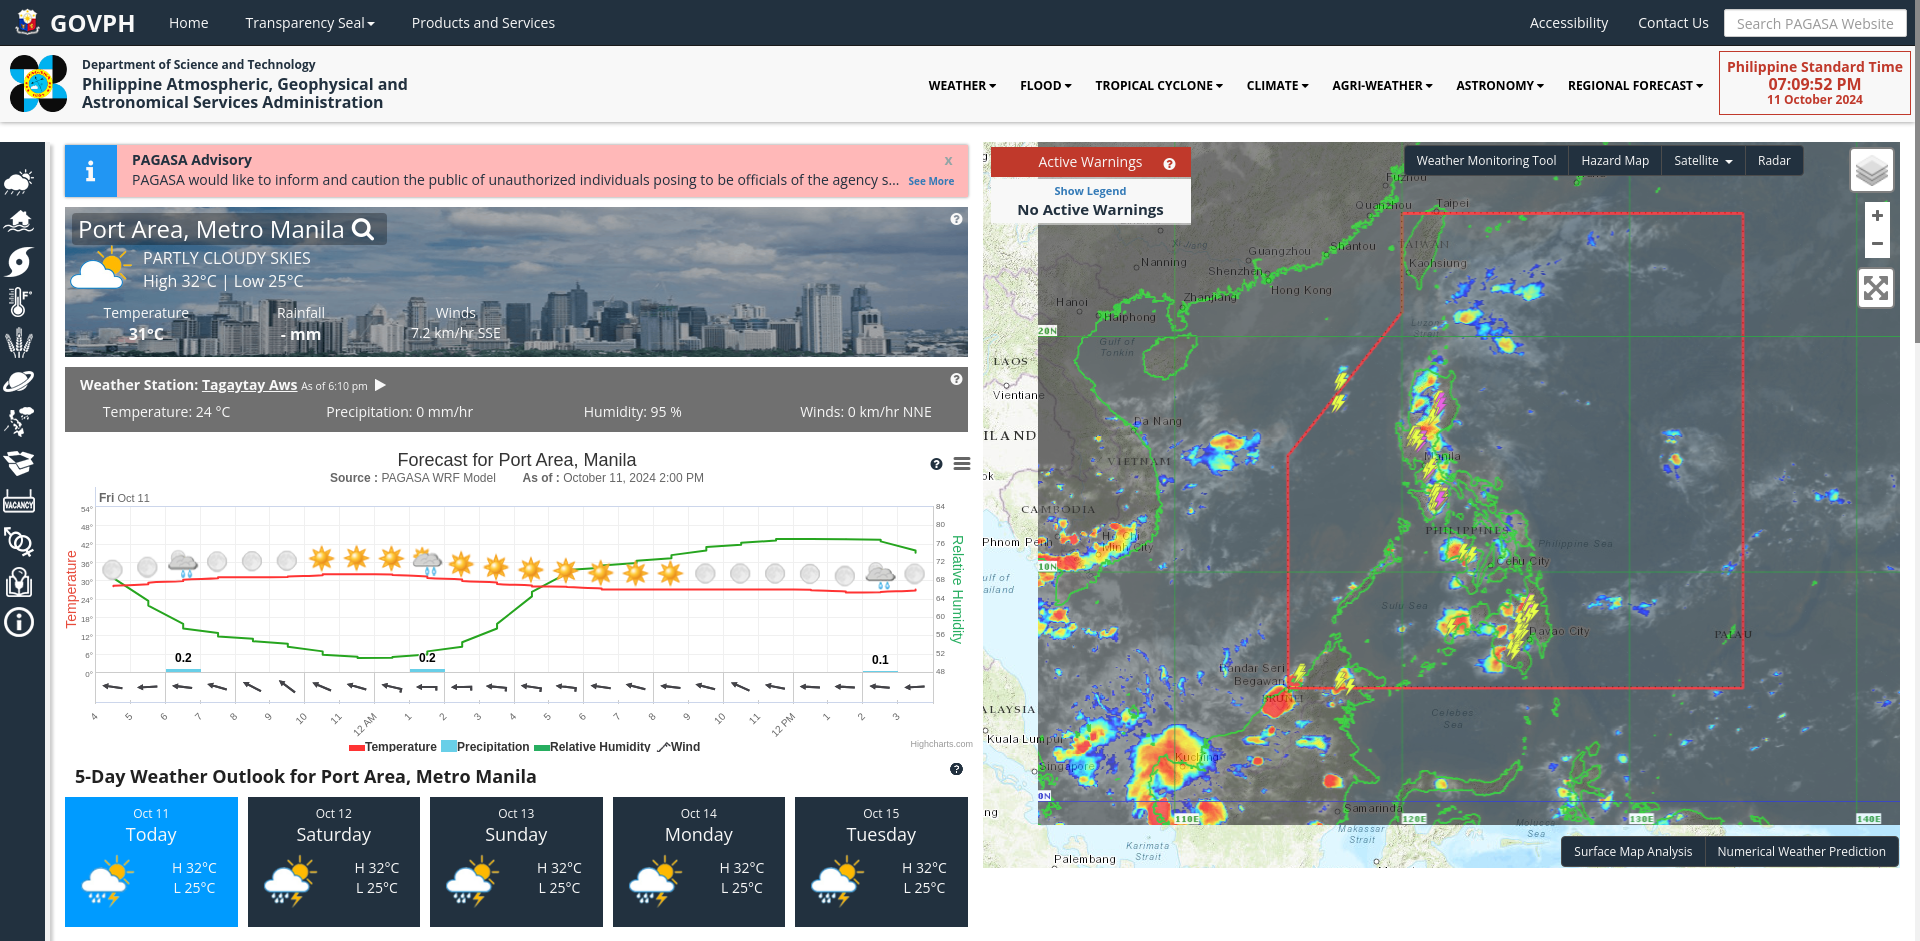 GOVPH
Home
Transparency Seal
Products and Services
Accessibility
Contact Us
Search PAGASA Website
Department of Science and Technology
Philippine Atmospheric, Geophysical and
Astronomical Services Administration
WEATHER
FLOOD
TROPICAL CYCLONE
CLIMATE
AGRI-WEATHER
ASTRONOMY
REGIONAL FORECAST
Philippine Standard Time
07:09:52 PM
11 October 2024
VACANCY
PAGASA Advisory
x
PAGASA would like to inform and caution the public of unauthorized individuals posing to be officials of the agency s... See More
Port Area, Metro Manila
PARTLY CLOUDY SKIES
High 32°C | Low 25°C
Temperature
Rainfall
Winds
31°C
- mm
7.2 km/hr SSE
Weather Station: Tagaytay Aws As of 6:10 pm
Temperature: 24 °C
Precipitation: 0 mm/hr
Humidity: 95 %
Winds: 0 km/hr NNE
Forecast for Port Area, Manila
Source : PAGASA WRF Model As of : October 11, 2024 2:00 PM
Fri Oct 11
54° 48° 42° 36° 30° 24° 18° 12° 6° 0°
Temperature
84 80 76 72 68 64 60 56 52 48
Relative Humidity
0.2
0.2
0.1
4 5 6 7 8 9 10 11 12 AM 1 2 3 4 5 6 7 8 9 10 11 12 PM 1 2 3
Temperature Precipitation Relative Humidity Wind
Highcharts.com
5-Day Weather Outlook for Port Area, Metro Manila
Oct 11
Today
H 32°C
L 25°C
Oct 12
Saturday
H 32°C
L 25°C
Oct 13
Sunday
H 32°C
L 25°C
Oct 14
Monday
H 32°C
L 25°C
Oct 15
Tuesday
H 32°C
L 25°C
Active Warnings
Show Legend
No Active Warnings
Weather Monitoring Tool
Hazard Map
Satellite
Radar
+
−
Fuzhou
Quanzhou
Taipei
Xi Jiang
Guangzhou
Shantou
TAIWAN
Nanning
Shenzhen
Kaohsiung
Hanoi
Zhanjiang
Hong Kong
Haiphong
20N
Luzon
Strait
Gulf of
Tonkin
LAOS
Vientiane
Da Nang
ILAND
VIETNAM
Manila
ok
CAMBODIA
PHILIPPINES
Phnom Penh
Ho Chi
Minh City
Philippine Sea
Cebu City
10N
ulf of
ailand
Sulu Sea
Davao City
PALAU
Bandar Seri
Begawan
BRUNEI
ALAYSIA
Celebes
Sea
Kuala Lumpur
Kuching
Singapore
0N
Samarinda
110E
120E
130E
140E
ng
Makassar
Strait
Molucca
Sea
Karimata
Strait
Palembang
Surface Map Analysis
Numerical Weather Prediction